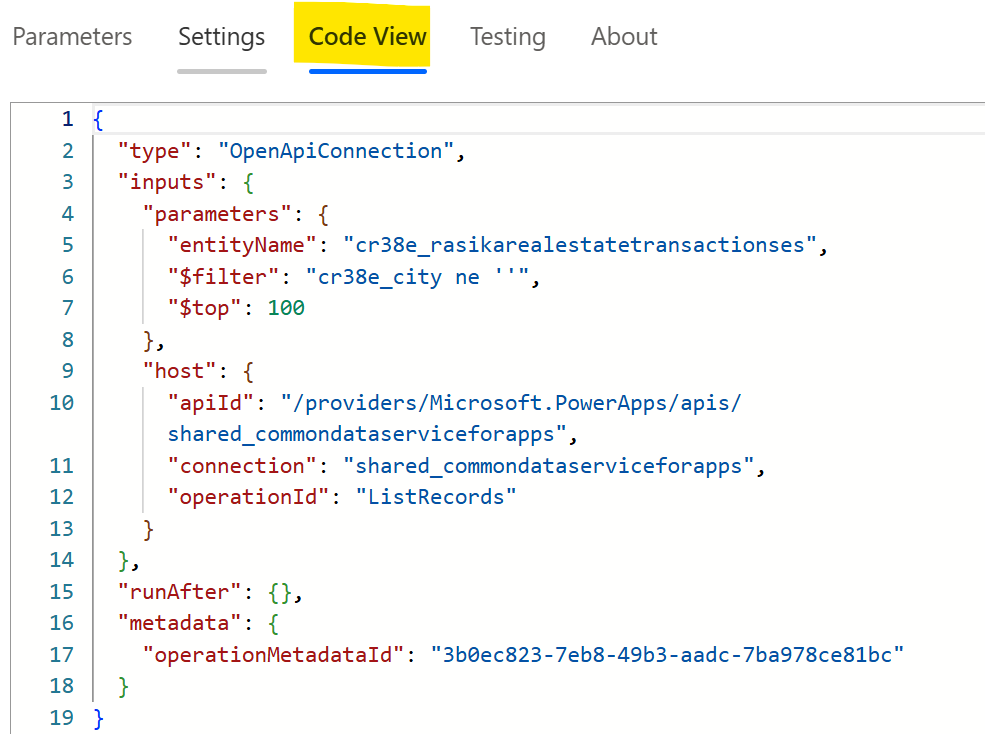 Parameters Settings Code View Testing About
1 {
2 "type": "OpenApiConnection",
3 "inputs": {
4 "parameters": {
5 "entityName": "cr38e_rasikarealestatetransactionses",
6 "$filter": "cr38e_city ne ''",
7 "$top": 100
8 },
9 "host": {
10 "apiId": "/providers/Microsoft.PowerApps/apis/
shared_commondataserviceforapps",
11 "connection": "shared_commondataserviceforapps",
12 "operationId": "ListRecords"
13 }
14 },
15 "runAfter": {},
16 "metadata": {
17 "operationMetadataId": "3b0ec823-7eb8-49b3-aadc-7ba978ce81bc"
18 }
19 }